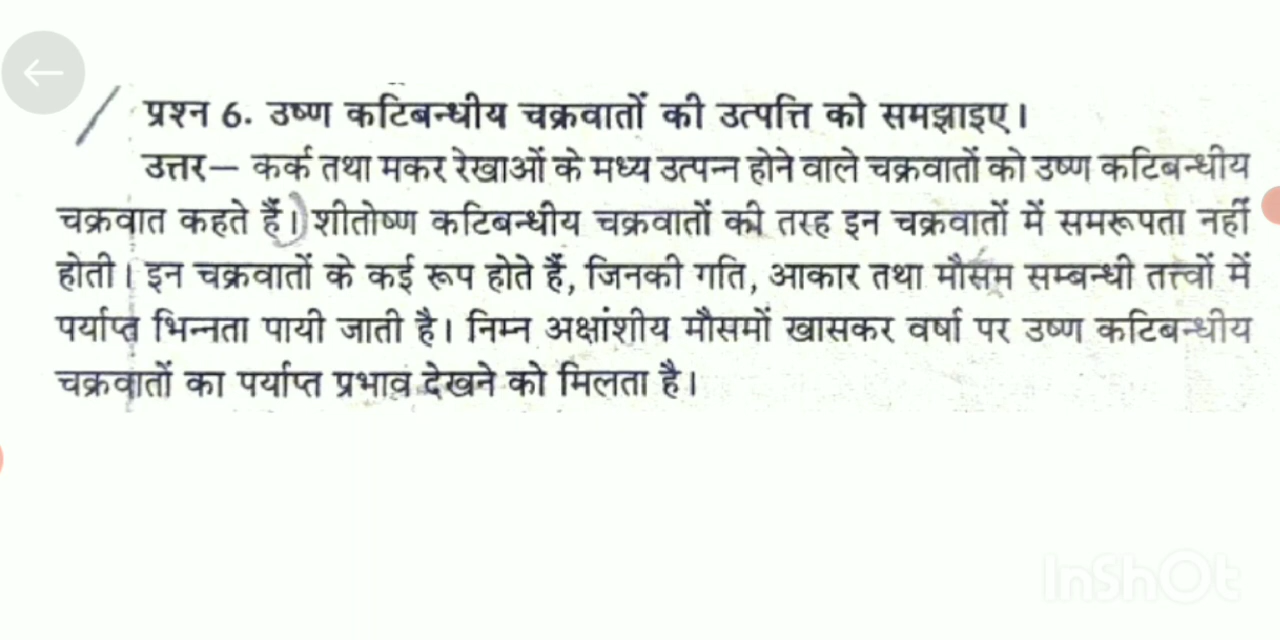 प्रश्न 6. उष्ण कटिबन्धीय चक्रवातों की उत्पत्ति को समझाइए।
उत्तर— कर्क तथा मकर रेखाओं के मध्य उत्पन्न होने वाले चक्रवातों को उष्ण कटिबन्धीय
चक्रवात कहते हैं। शीतोष्ण कटिबन्धीय चक्रवातों की तरह इन चक्रवातों में समरूपता नहीं
होती। इन चक्रवातों के कई रूप होते हैं, जिनकी गति, आकार तथा मौसम सम्बन्धी तत्त्वों में
पर्याप्त भिन्नता पायी जाती है। निम्न अक्षांशीय मौसमों खासकर वर्षा पर उष्ण कटिबन्धीय
चक्रवातों का पर्याप्त प्रभाव देखने को मिलता है।
InShOt